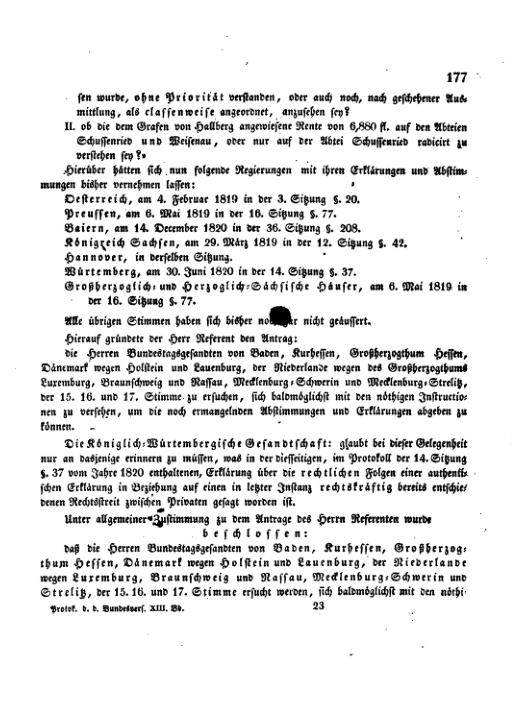 177
sen wurde, ohne Priorität verstanden, oder auch noch, nach geschehener Aus-
mittlung, als classenweise angeordnet, anzusehen sey?
II. ob die dem Grafen von Hallberg angewiesene Rente von 6,880 fl. auf den Abteien
Schussenried und Weisenau, oder nur auf der Abtei Schussenried radicirt zu
verstehen sey?»
Hierüber hätten sich nun folgende Regierungen mit ihren Erklärungen und Abstim-
mungen bisher vernehmen lassen:
Oesterreich, am 4. Februar 1819 in der 3. Sitzung §. 20.
Preussen, am 6. Mai 1819 in der 16. Sitzung §. 77.
Baiern, am 14. December 1820 in der 36. Sitzung §. 208.
Königreich Sachsen, am 29. März 1819 in der 12. Sitzung §. 42.
Hannover, in derselben Sitzung.
Würtemberg, am 30. Juni 1820 in der 14. Sitzung §. 37.
Großherzoglich- und Herzoglich-Sächsische Häuser, am 6. Mai 1819 in
der 16. Sitzung §. 77.
Alle übrigen Stimmen haben sich bisher nicht geäussert.
Hierauf gründete der Herr Referent den Antrag:
die Herren Bundestagsgesandten von Baden, Kurhessen, Großherzogthum Hessen,
Dänemark wegen Holstein und Lauenburg, der Niederlande wegen des Großherzogthums
Luxemburg, Braunschweig und Nassau, Mecklenburg-Schwerin und Mecklenburg-Strelitz,
der 15. 16. und 17. Stimme zu ersuchen, sich baldmöglichst mit den nöthigen Instructio-
nen zu versehen, um die noch ermangelnden Abstimmungen und Erklärungen abgeben zu
können.
Die Königlich-Würtembergische Gesandtschaft: glaubt bei dieser Gelegenheit
nur an dasjenige erinnern zu müssen, was in der diesseitigen, im Protokoll der 14. Sitzung
§. 37 vom Jahre 1820 enthaltenen, Erklärung über die rechtlichen Folgen einer authenti-
schen Erklärung in Beziehung auf einen in letzter Instanz rechtskräftig bereits entschie-
denen Rechtsstreit zwischen Privaten gesagt worden ist.
Unter allgemeiner Zustimmung zu dem Antrage des Herrn Referenten wurde
beschlossen:
daß die Herren Bundestagsgesandten von Baden, Kurhessen, Großherzog-
thum Hessen, Dänemark wegen Holstein und Lauenburg, der Niederlande
wegen Luxemburg, Braunschweig und Nassau, Mecklenburg-Schwerin und
Strelitz, der 15. 16. und 17. Stimme ersucht werden, sich baldmöglichst mit den nöthi-
Protok. d. d. Bundesvers. XIII. Bd. 23